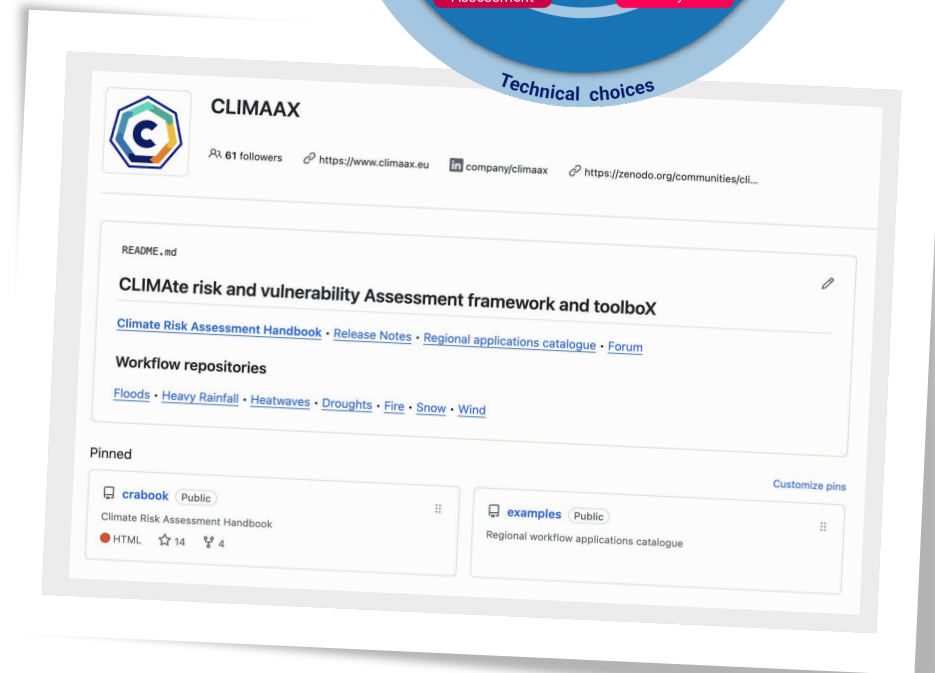 Assessment
Technical choices
C
CLIMAAX
61 followers https://www.climaax.eu in company/climaax https://zenodo.org/communities/cli...
README.md
CLIMAte risk and vulnerability Assessment framework and toolboX
Climate Risk Assessment Handbook • Release Notes • Regional applications catalogue • Forum
Workflow repositories
Floods • Heavy Rainfall • Heatwaves • Droughts • Fire • Snow • Wind
Pinned
Customize pins
crabook Public
Climate Risk Assessment Handbook
HTML 14 4
examples Public
Regional workflow applications catalogue